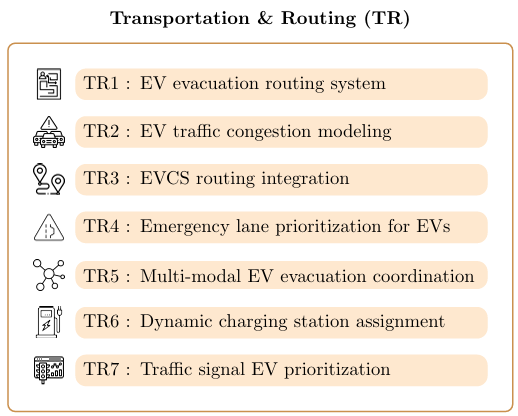 Transportation & Routing (TR)
TR1 : EV evacuation routing system
TR2 : EV traffic congestion modeling
TR3 : EVCS routing integration
TR4 : Emergency lane prioritization for EVs
TR5 : Multi-modal EV evacuation coordination
TR6 : Dynamic charging station assignment
TR7 : Traffic signal EV prioritization